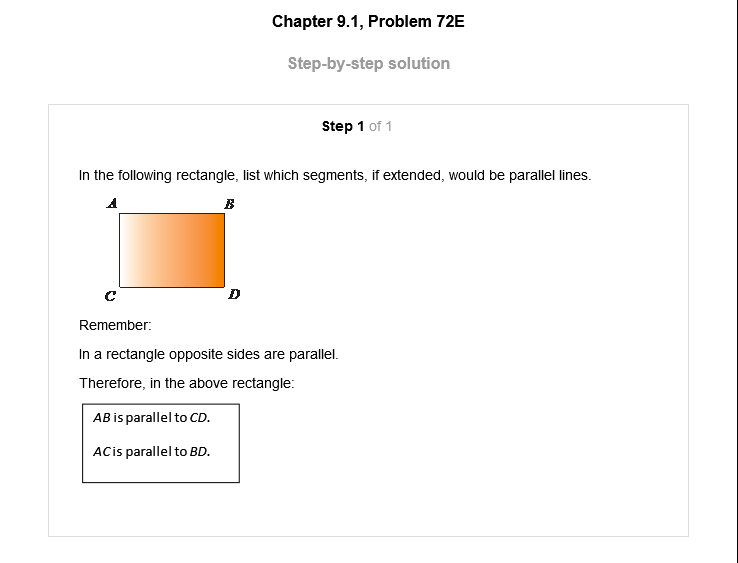 Chapter 9.1, Problem 72E
Step-by-step solution
Step 1 of 1
In the following rectangle, list which segments, if extended, would be parallel lines.
A B
C D
Remember:
In a rectangle opposite sides are parallel.
Therefore, in the above rectangle:
AB is parallel to CD.
AC is parallel to BD.